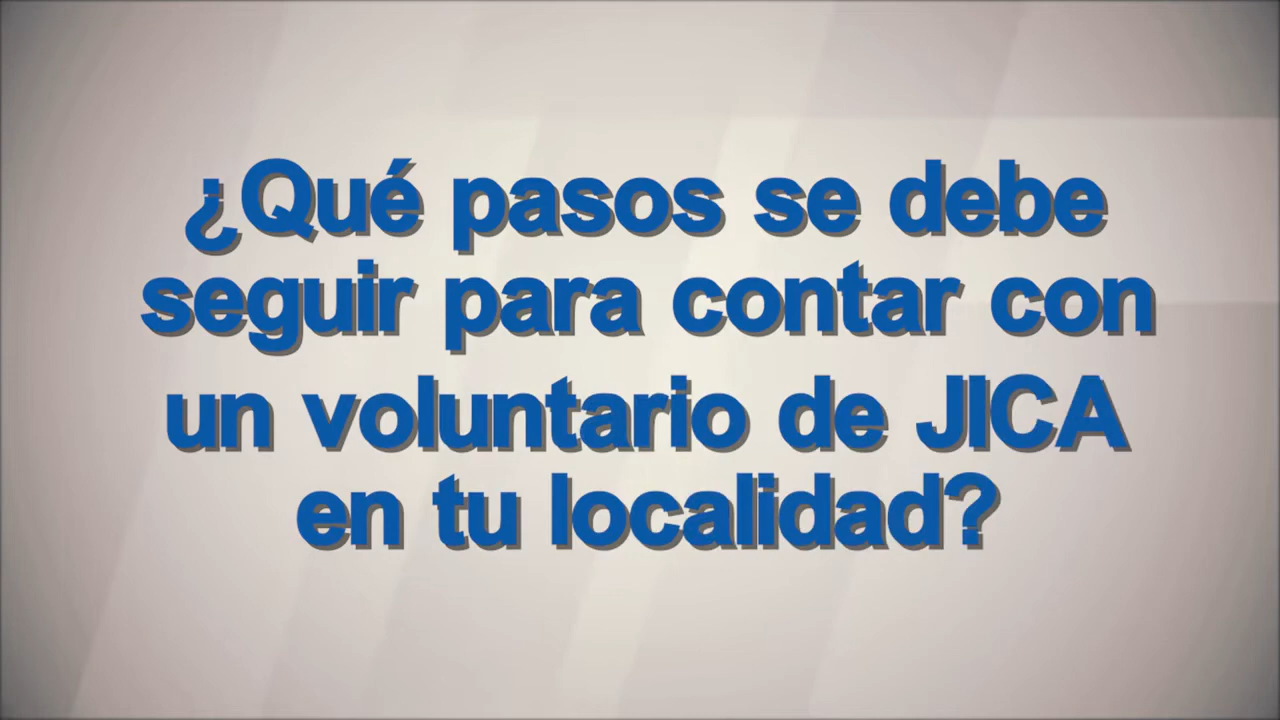 ¿Qué pasos se debe
seguir para contar con
un voluntario de JICA
en tu localidad?